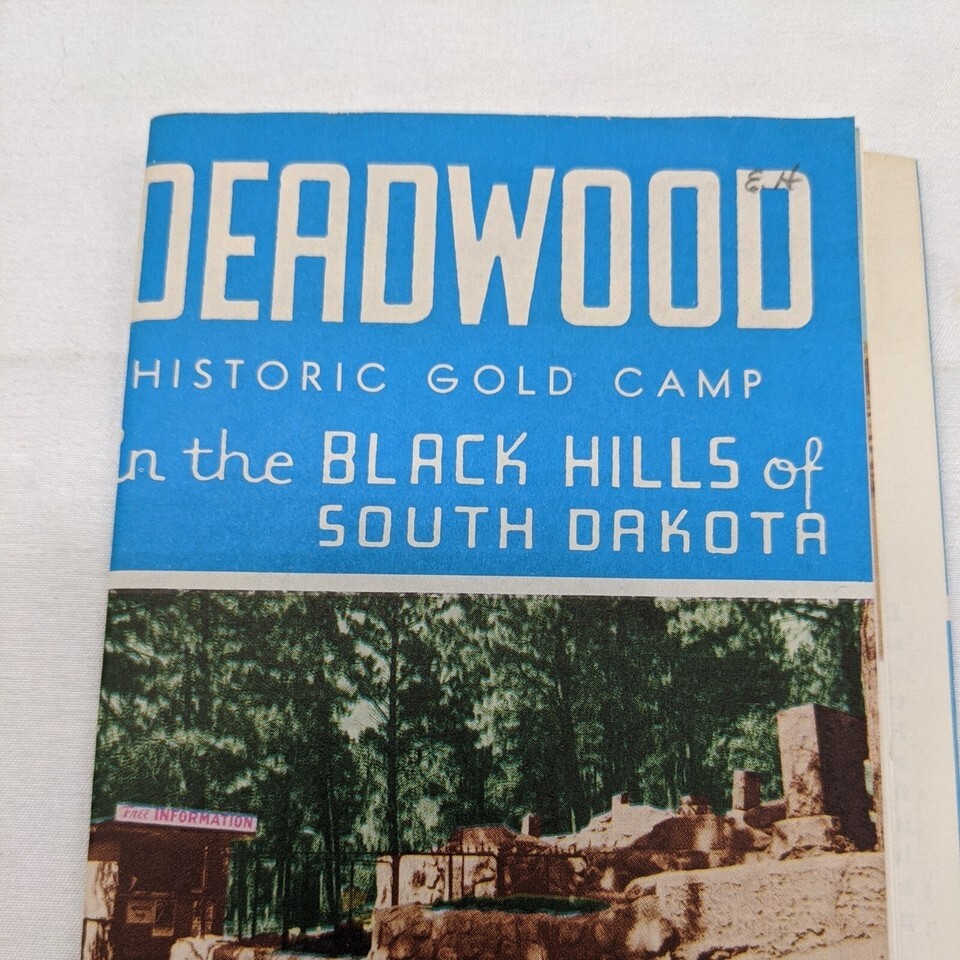 E.H
DEADWOOD
HISTORIC GOLD CAMP
in the BLACK HILLS of
SOUTH DAKOTA
Free INFORMATION